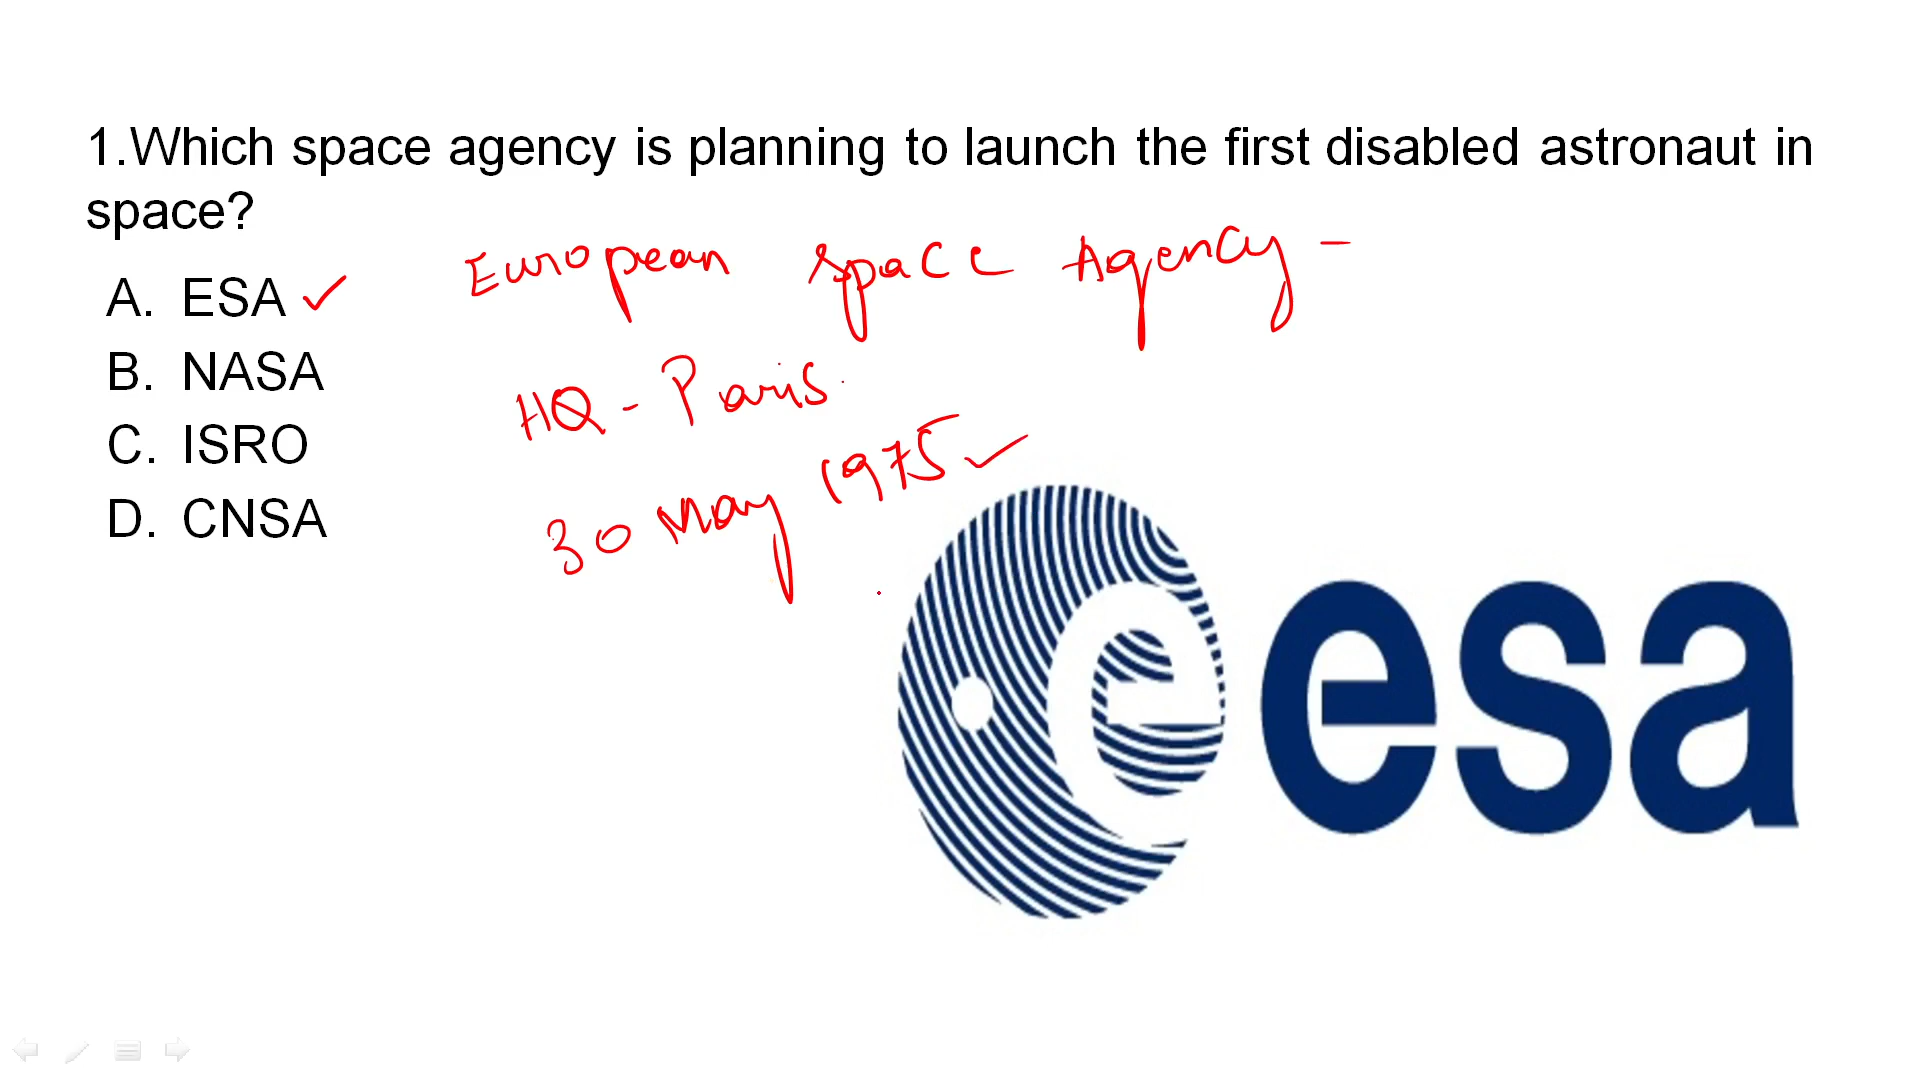 1.Which space agency is planning to launch the first disabled astronaut in
space?
European Space Agency -
A. ESA
B. NASA
HQ - Paris.
C. ISRO
30 May 1975
D. CNSA
e esa